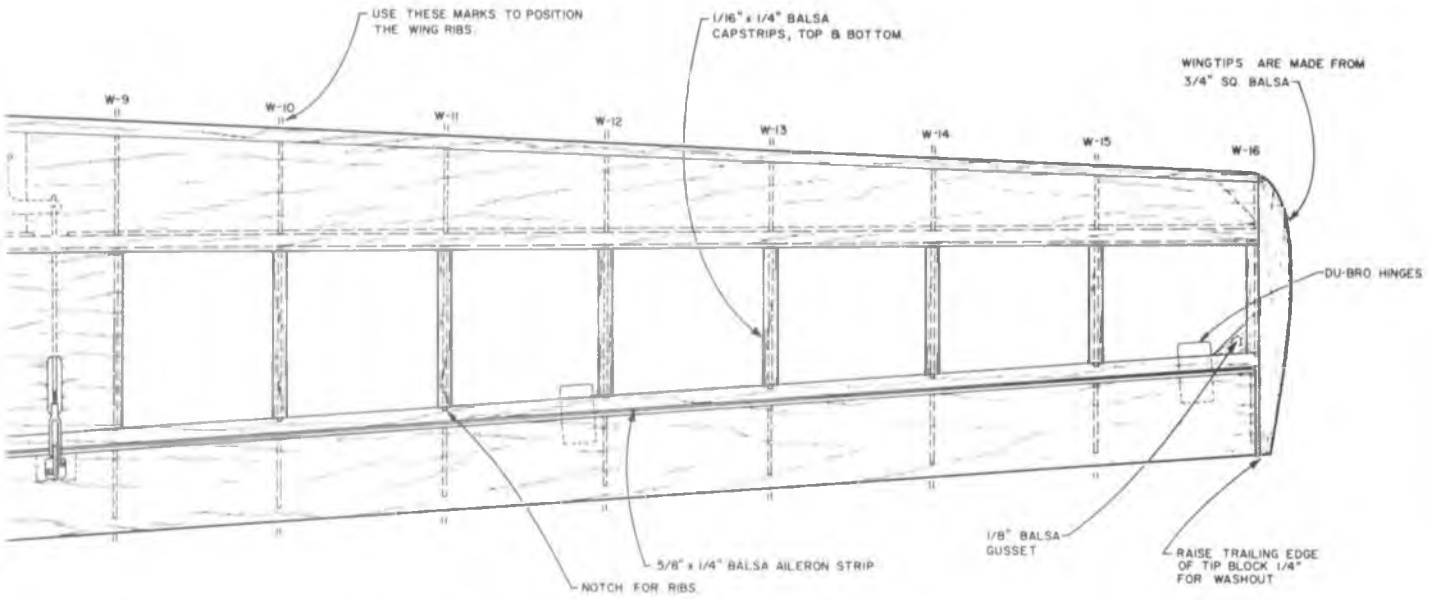 USE THESE MARKS TO POSITION
THE WING RIBS.
1/16" x 1/4" BALSA
CAPSTRIPS, TOP & BOTTOM.
WINGTIPS ARE MADE FROM
3/4" SQ. BALSA
W-9
W-10
W-11
W-12
W-13
W-14
W-15
W-16
DU-BRO HINGES
1/8" BALSA
GUSSET
RAISE TRAILING EDGE
OF TIP BLOCK 1/4"
FOR WASHOUT
5/8" x 1/4" BALSA AILERON STRIP
NOTCH FOR RIBS.